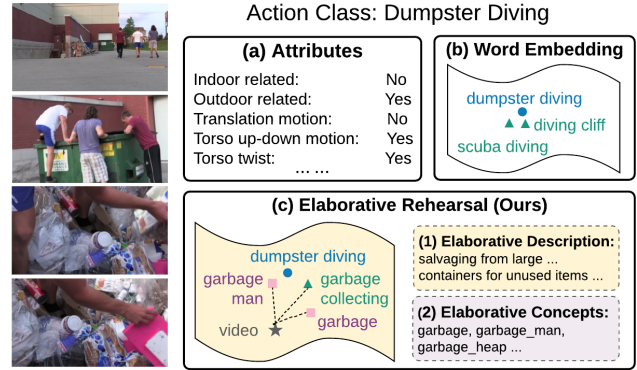 Action Class: Dumpster Diving
(a) Attributes
Indoor related: No
Outdoor related: Yes
Translation motion: No
Torso up-down motion: Yes
Torso twist: Yes
... ...
(b) Word Embedding
dumpster diving
diving cliff
scuba diving
(c) Elaborative Rehearsal (Ours)
dumpster diving
garbage
man
garbage
collecting
garbage
video
(1) Elaborative Description:
salvaging from large ...
containers for unused items ...
(2) Elaborative Concepts:
garbage, garbage_man,
garbage_heap ...